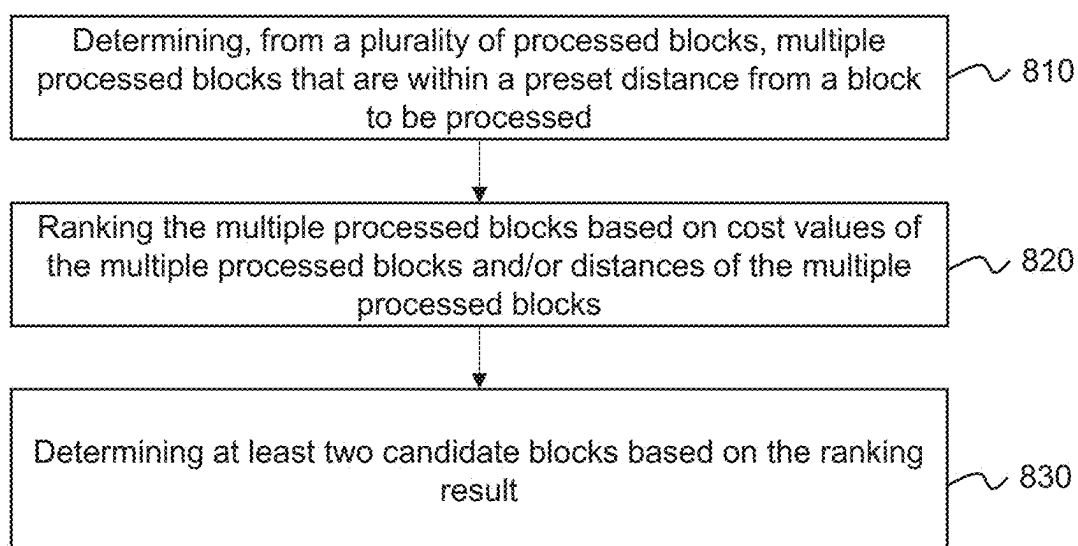 Determining, from a plurality of processed blocks, multiple
processed blocks that are within a preset distance from a block
to be processed
810
Ranking the multiple processed blocks based on cost values of
the multiple processed blocks and/or distances of the multiple
processed blocks
820
Determining at least two candidate blocks based on the ranking
result
830